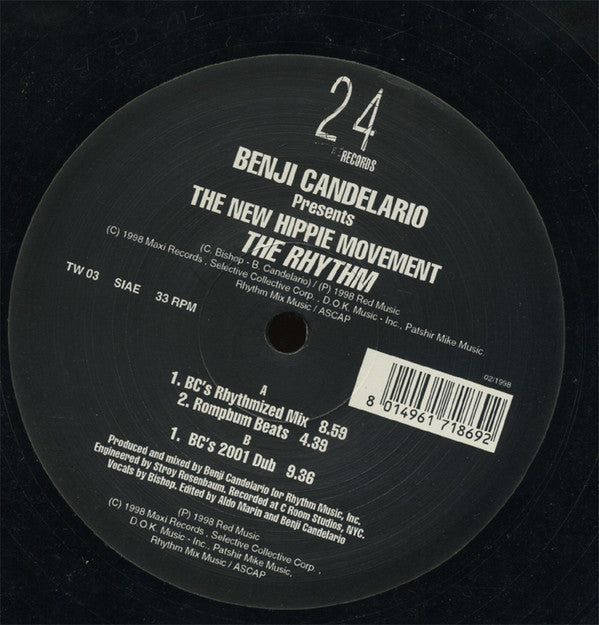 24
RECORDS
BENJI CANDELARIO
Presents
THE NEW HIPPIE MOVEMENT
THE RHYTHM
(C. Bishop - B. Candelario) / (P) 1998 Red Music
(C) 1998 Maxi Records , Selective Collective Corp. , D.O.K. Music - Inc., Patshir Mike Music,
Rhythm Mix Music / ASCAP
TW 03 SIAE 33 RPM
02/1998
8 014961 718692
A
1. BC's Rhythmized Mix 8.59
2. Rompbum Beats 4.39
B
1. BC's 2001 Dub 9.36
Produced and mixed by Benji Candelario for Rhythm Music, Inc.
Engineered by Stroy Rosenbaum. Recorded at C Room Studios, NYC.
Vocals by Bishop. Edited by Aldo Marin and Benji Candelario
(P) 1998 Red Music
(C) 1998 Maxi Records , Selective Collective Corp. ,
D.O.K. Music - Inc., Patshir Mike Music,
Rhythm Mix Music / ASCAP